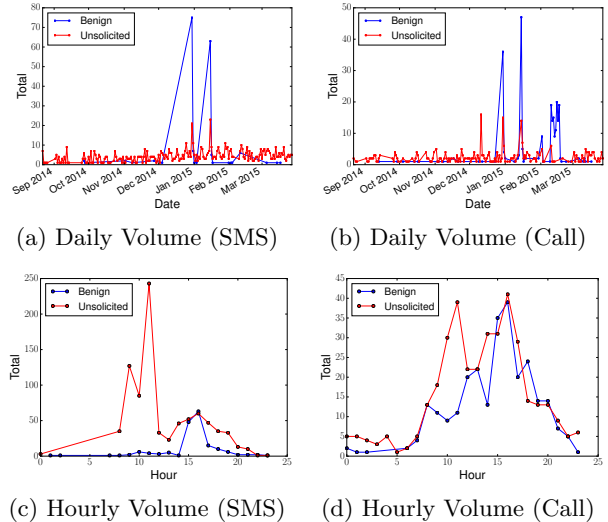 80
70
60
50
40
30
20
10
0
Total
Benign
Unsolicited
Sep 2014
Oct 2014
Nov 2014
Dec 2014
Jan 2015
Feb 2015
Mar 2015
Date
(a) Daily Volume (SMS)
50
40
30
20
10
0
Total
Benign
Unsolicited
Sep 2014
Oct 2014
Nov 2014
Dec 2014
Jan 2015
Feb 2015
Mar 2015
Date
(b) Daily Volume (Call)
250
200
150
100
50
0
Total
Benign
Unsolicited
0 5 10 15 20 25
Hour
(c) Hourly Volume (SMS)
45
40
35
30
25
20
15
10
5
0
Total
Benign
Unsolicited
0 5 10 15 20 25
Hour
(d) Hourly Volume (Call)